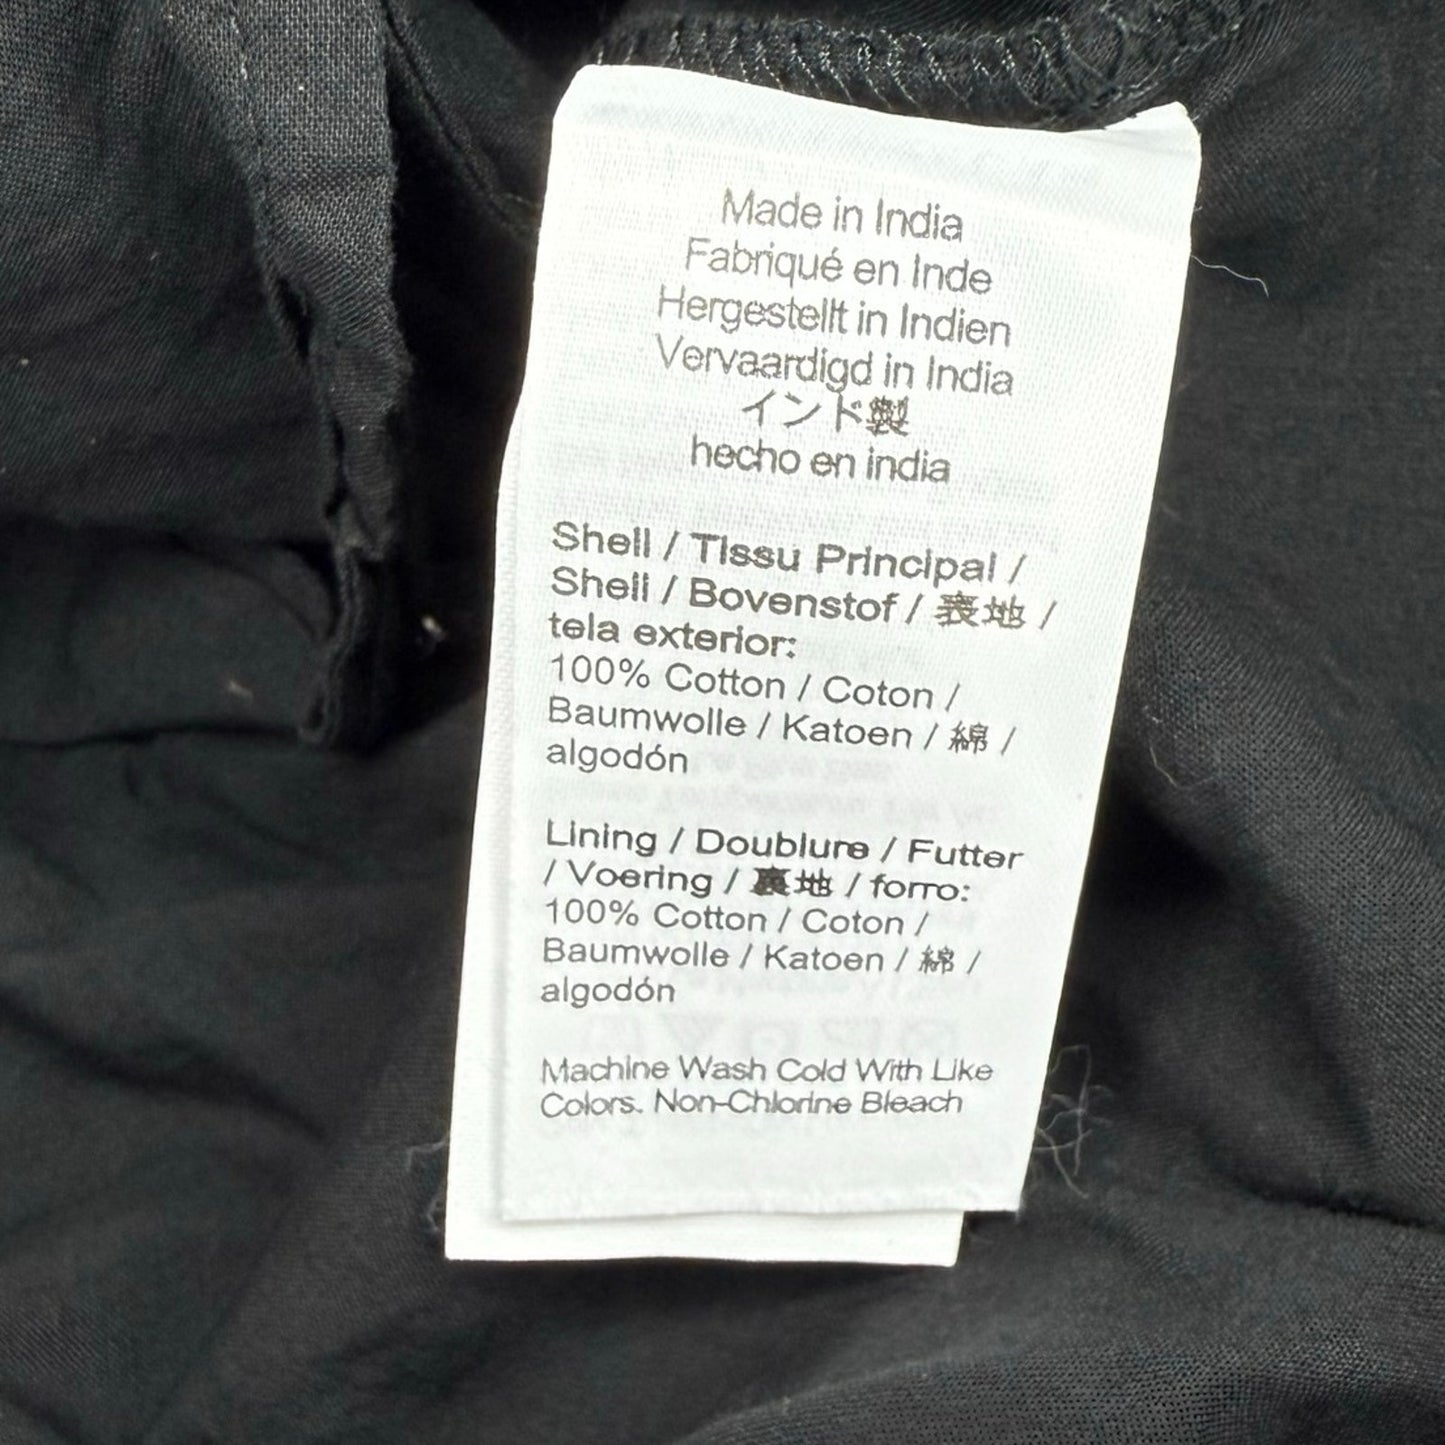 Made in India
Fabriqué en Inde
Hergestellt in Indien
Vervaardigd in India
インド製
hecho en india
Shell / Tissu Principal /
Shell / Bovenstof / 表地 /
tela exterior:
100% Cotton / Coton /
Baumwolle / Katoen / 綿 /
algodón
Lining / Doublure / Futter
/ Voering / 裏地 / forro:
100% Cotton / Coton /
Baumwolle / Katoen / 綿 /
algodón
Machine Wash Cold With Like
Colors. Non-Chlorine Bleach